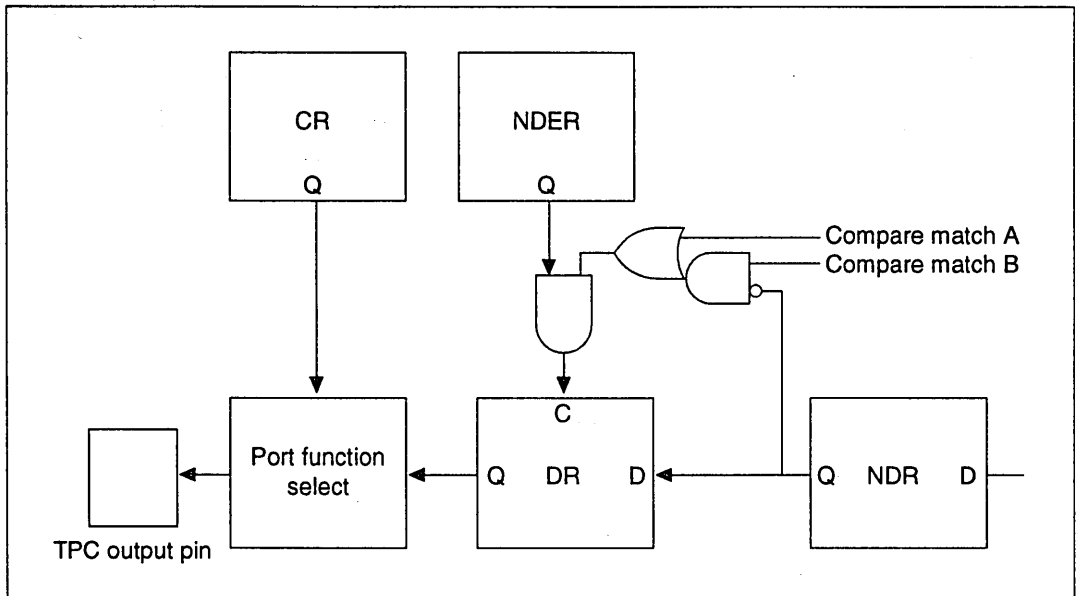 CR
Q
NDER
Q
Compare match A
Compare match B
C
Port function
select
Q DR D
Q NDR D
TPC output pin